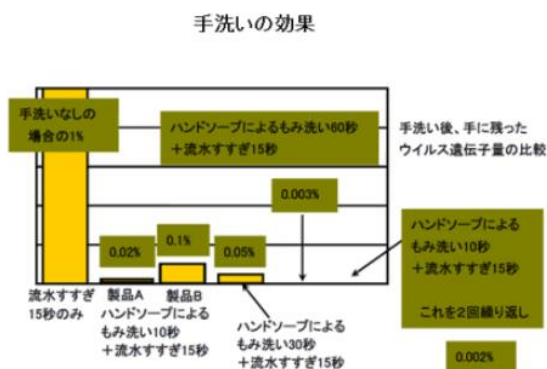 手洗いの効果
手洗いなしの
場合の1%
ハンドソープによるもみ洗い60秒
+流水すすぎ15秒
手洗い後、手に残った
ウイルス遺伝子量の比較
0.003%
ハンドソープによる
もみ洗い10秒
+流水すすぎ15秒
これを2回繰り返し
0.02%
0.1%
0.05%
流水すすぎ
15秒のみ
製品A 製品B
ハンドソープによる
もみ洗い10秒
+流水すすぎ15秒
ハンドソープによる
もみ洗い30秒
+流水すすぎ15秒
0.002%